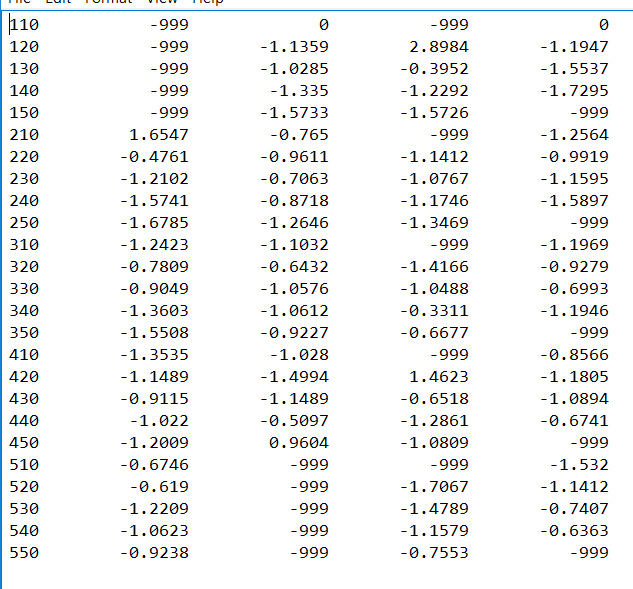 File Edit Format View Help
110 -999 0 -999 0
120 -999 -1.1359 2.8984 -1.1947
130 -999 -1.0285 -0.3952 -1.5537
140 -999 -1.335 -1.2292 -1.7295
150 -999 -1.5733 -1.5726 -999
210 1.6547 -0.765 -999 -1.2564
220 -0.4761 -0.9611 -1.1412 -0.9919
230 -1.2102 -0.7063 -1.0767 -1.1595
240 -1.5741 -0.8718 -1.1746 -1.5897
250 -1.6785 -1.2646 -1.3469 -999
310 -1.2423 -1.1032 -999 -1.1969
320 -0.7809 -0.6432 -1.4166 -0.9279
330 -0.9049 -1.0576 -1.0488 -0.6993
340 -1.3603 -1.0612 -0.3311 -1.1946
350 -1.5508 -0.9227 -0.6677 -999
410 -1.3535 -1.028 -999 -0.8566
420 -1.1489 -1.4994 1.4623 -1.1805
430 -0.9115 -1.1489 -0.6518 -1.0894
440 -1.022 -0.5097 -1.2861 -0.6741
450 -1.2009 0.9604 -1.0809 -999
510 -0.6746 -999 -999 -1.532
520 -0.619 -999 -1.7067 -1.1412
530 -1.2209 -999 -1.4789 -0.7407
540 -1.0623 -999 -1.1579 -0.6363
550 -0.9238 -999 -0.7553 -999